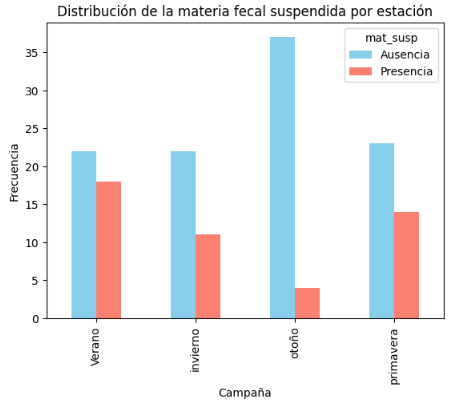 Distribución de la materia fecal suspendida por estación
mat_susp
Ausencia
Presencia
Frecuencia
35
30
25
20
15
10
5
0
Verano
invierno
otoño
primavera
Campaña